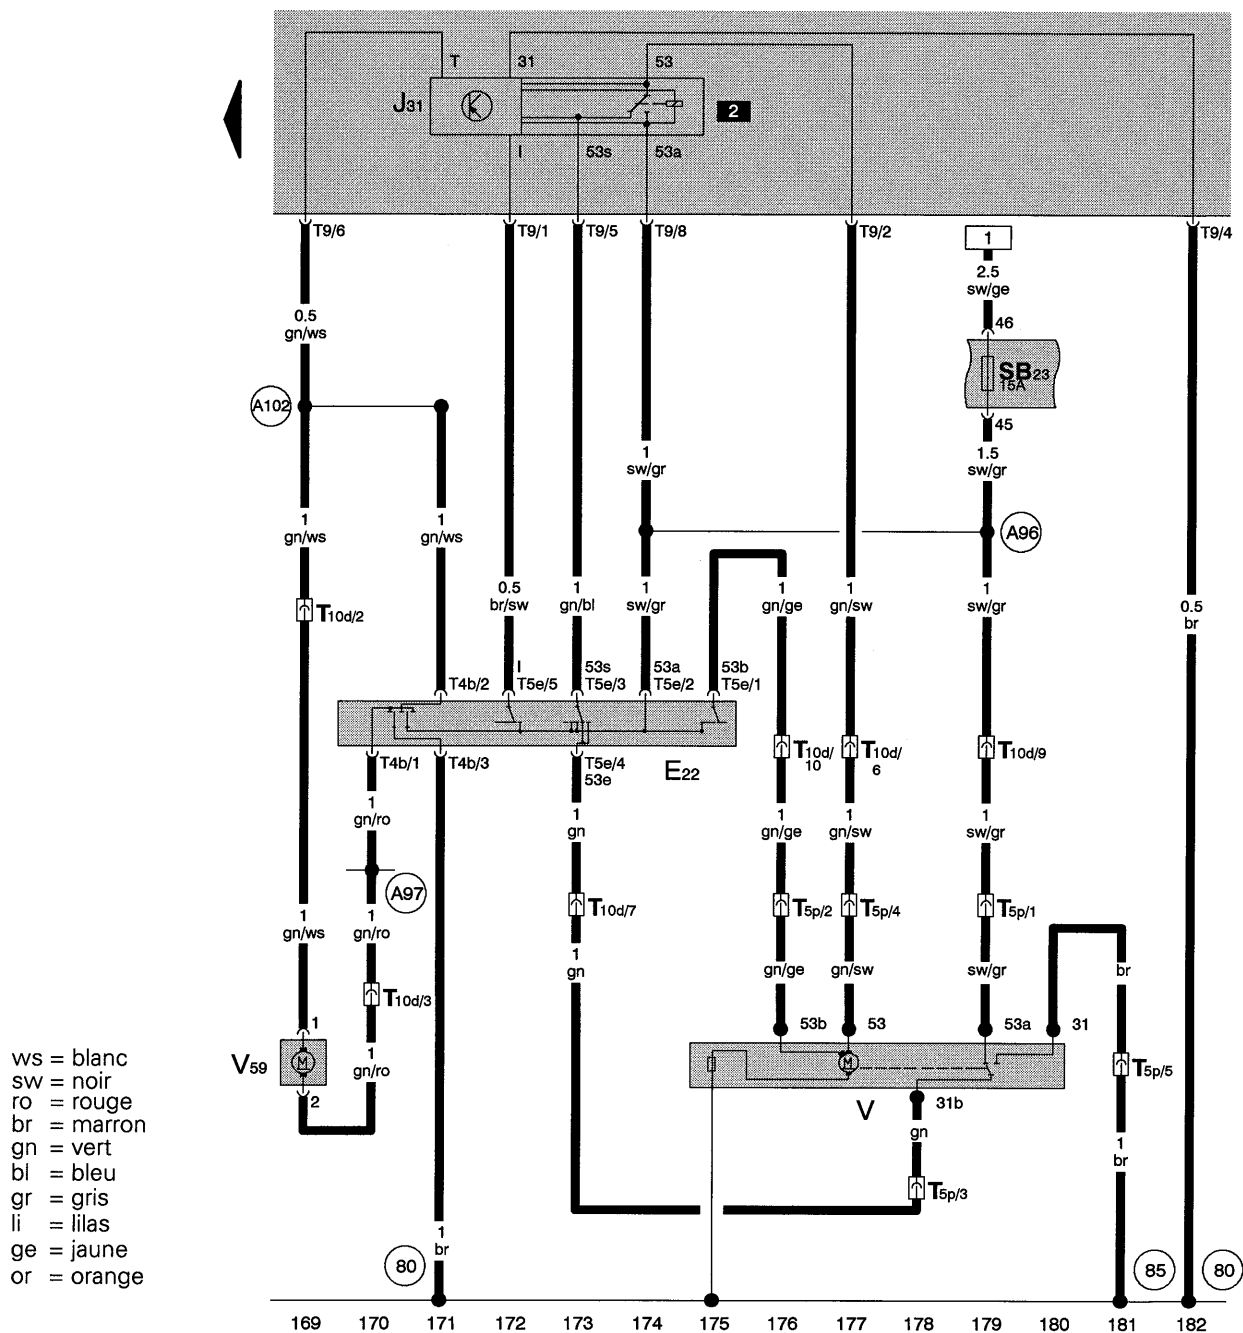 T 31 53
J31
2
I 53s 53a
T9/6 T9/1 T9/5 T9/8 T9/2 T9/4
1
2.5
sw/ge
46
0.5
gn/ws
SB23
15A
A102
45
1
sw/gr
1.5
sw/gr
1
gn/ws
1
gn/ws
A96
0.5
br/sw
1
gn/bl
1
sw/gr
1
gn/ge
1
gn/sw
1
sw/gr
0.5
br
T10d/2
I 53s 53a 53b
T4b/2 T5e/5 T5e/3 T5e/2 T5e/1
T10d/
10
T10d/
6
T10d/9
T4b/1 T4b/3 T5e/4
53e
E22
1
gn/ro
1
gn
1
gn/ge
1
gn/sw
1
sw/gr
A97
T10d/7 T5p/2 T5p/4 T5p/1
1
gn/ws
1
gn/ro
1
gn
gn/ge gn/sw sw/gr br
T10d/3
1
53b 53 53a 31
V59
M
M
1
gn/ro
T5p/5
2
V
31b
gn
1
br
T5p/3
ws = blanc
sw = noir
ro = rouge
br = marron
gn = vert
bl = bleu
gr = gris
li = lilas
ge = jaune
or = orange
1
br
80 85 80
169 170 171 172 173 174 175 176 177 178 179 180 181 182